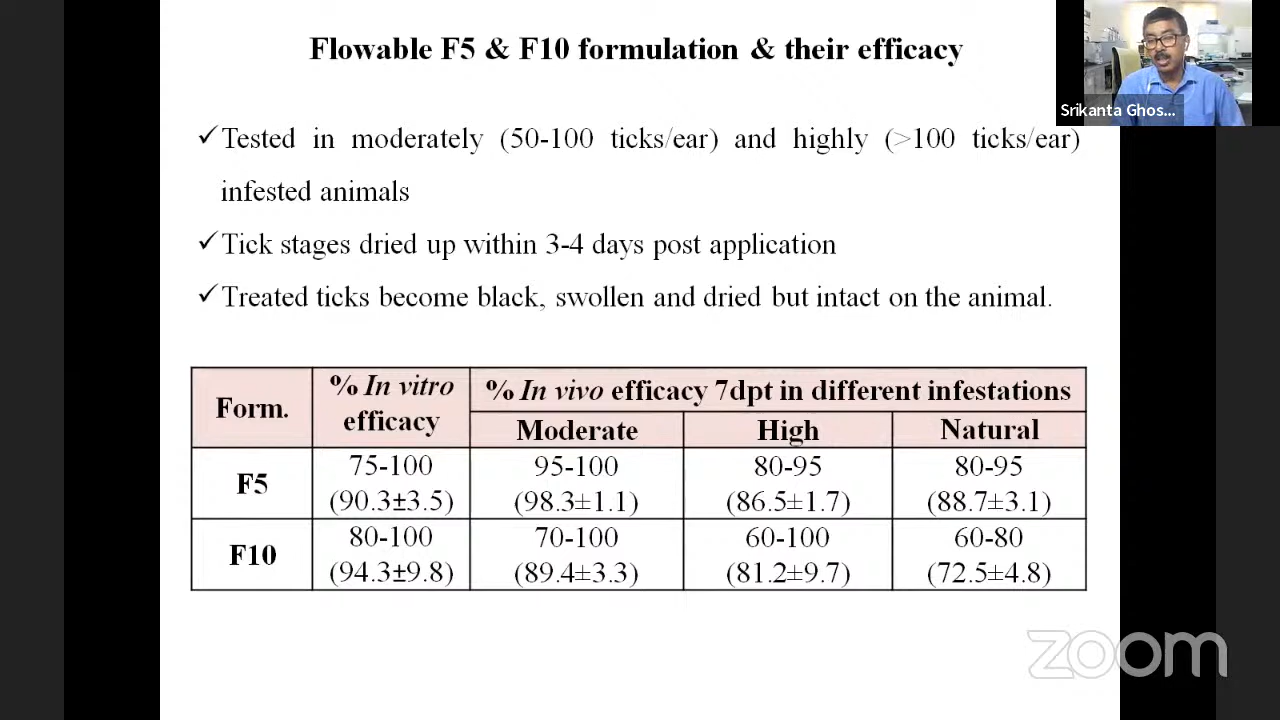 Flowable F5 & F10 formulation & their efficacy
Srikanta Ghos...
✓Tested in moderately (50-100 ticks/ear) and highly (>100 ticks/ear)
infested animals
✓Tick stages dried up within 3-4 days post application
✓Treated ticks become black, swollen and dried but intact on the animal.
Form. % In vitro efficacy % In vivo efficacy 7dpt in different infestations
Moderate High Natural
F5 75-100 (90.3±3.5) 95-100 (98.3±1.1) 80-95 (86.5±1.7) 80-95 (88.7±3.1)
F10 80-100 (94.3±9.8) 70-100 (89.4±3.3) 60-100 (81.2±9.7) 60-80 (72.5±4.8)
zoom